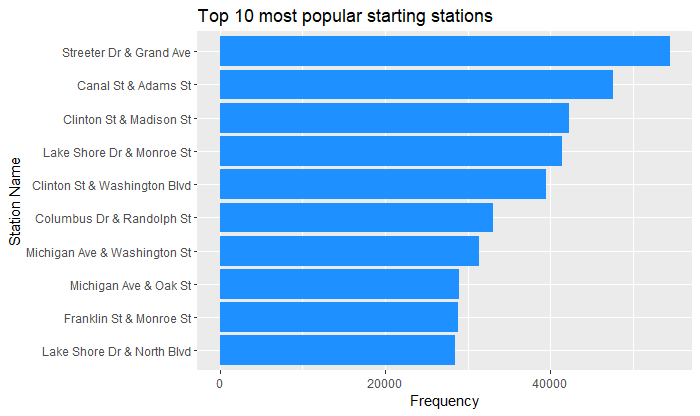 Top 10 most popular starting stations
Station Name
Streeter Dr & Grand Ave
Canal St & Adams St
Clinton St & Madison St
Lake Shore Dr & Monroe St
Clinton St & Washington Blvd
Columbus Dr & Randolph St
Michigan Ave & Washington St
Michigan Ave & Oak St
Franklin St & Monroe St
Lake Shore Dr & North Blvd
0 20000 40000
Frequency